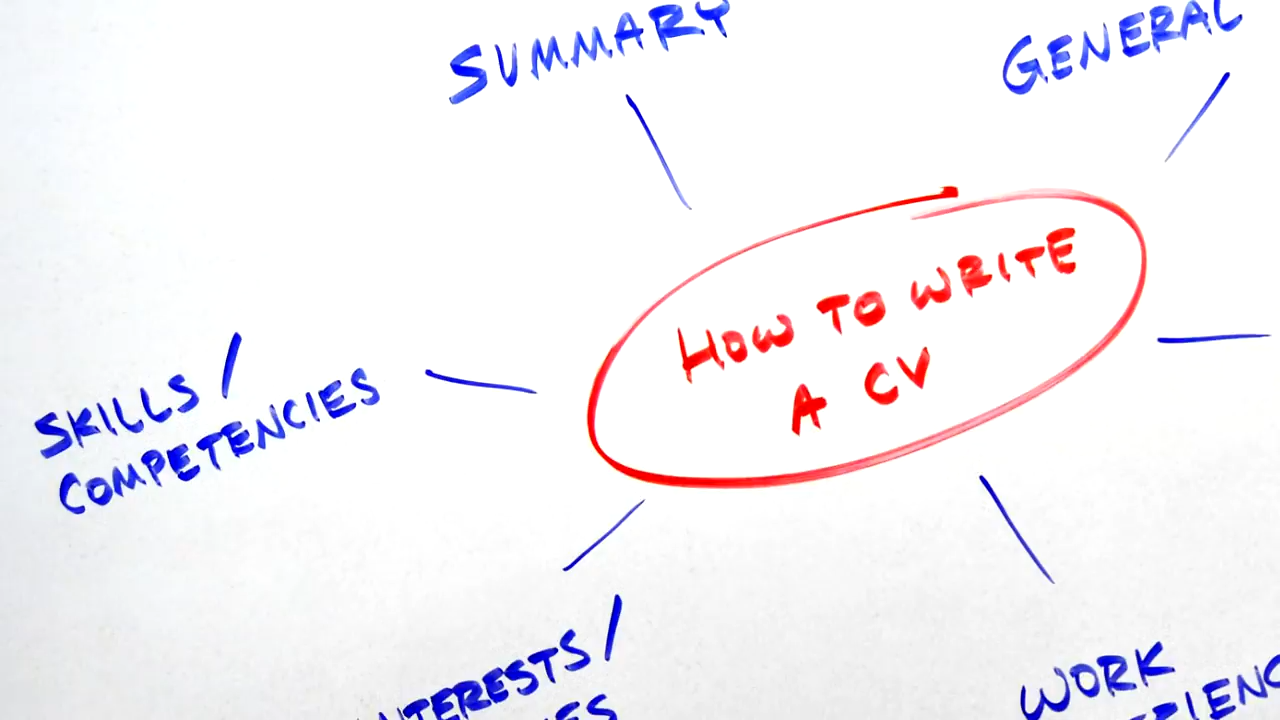 SUMMARY
GENERAL
HOW TO WRITE
A CV
SKILLS /
COMPETENCIES
INTERESTS /
WORK